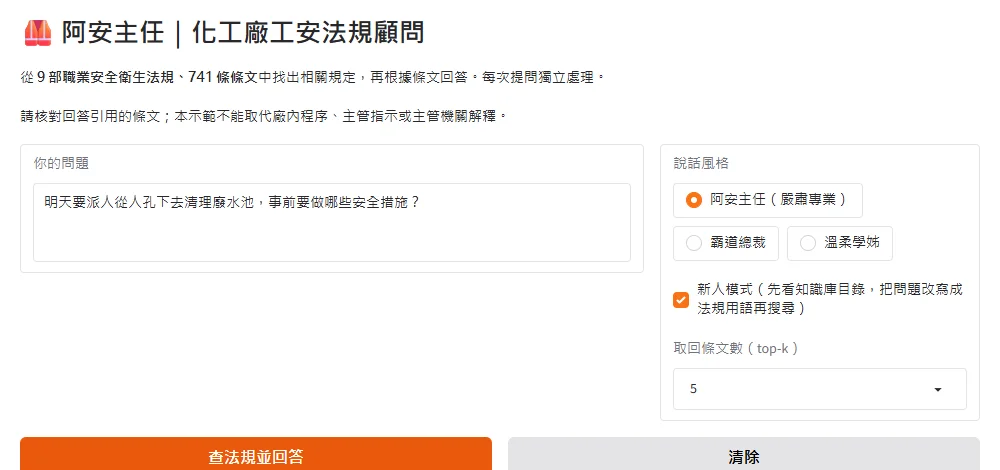 阿安主任｜化工廠工安法規顧問
從 9 部職業安全衛生法規、741 條條文中找出相關規定，再根據條文回答。每次提問獨立處理。
請核對回答引用的條文；本示範不能取代廠內程序、主管指示或主管機關解釋。
你的問題
明天要派人從人孔下去清理廢水池，事前要做哪些安全措施？
說話風格
阿安主任（嚴肅專業）
霸道總裁
溫柔學姊
新人模式（先看知識庫目錄，把問題改寫成
法規用語再搜尋）
取回條文數（top-k）
5
查法規並回答
清除